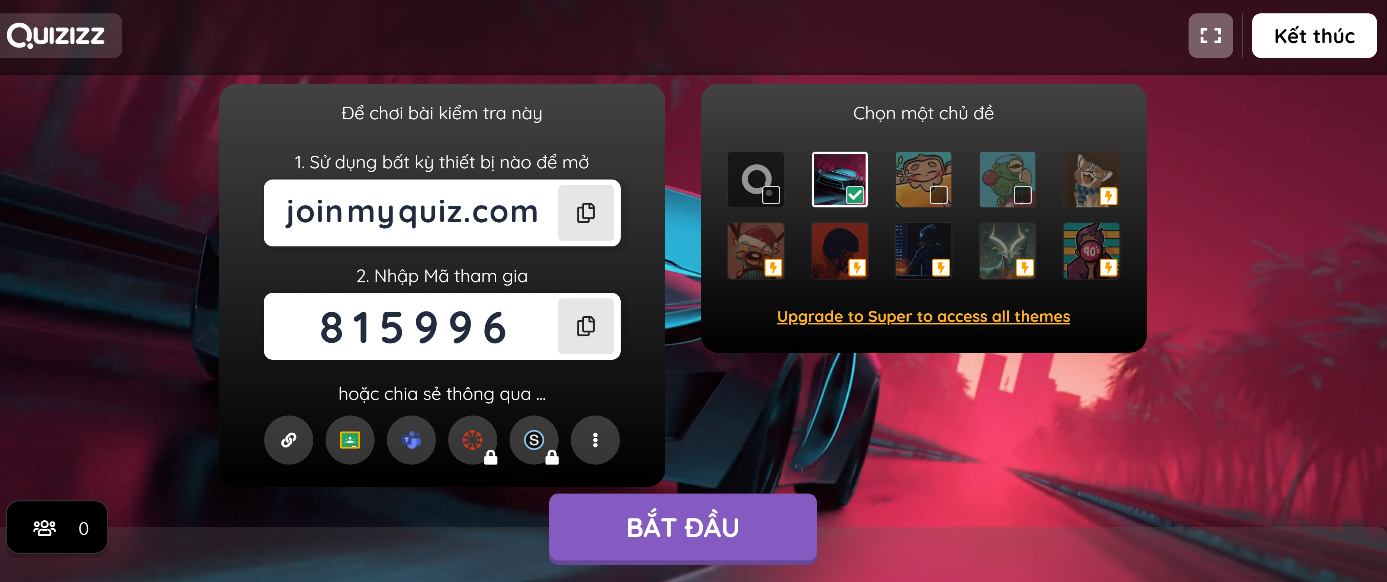 QUIZIZZ
Kết thúc
Để chơi bài kiểm tra này
1. Sử dụng bất kỳ thiết bị nào để mở
joinmyquiz.com
2. Nhập Mã tham gia
815996
hoặc chia sẻ thông qua ...
S
Chọn một chủ đề
90's
Upgrade to Super to access all themes
0
BẮT ĐẦU